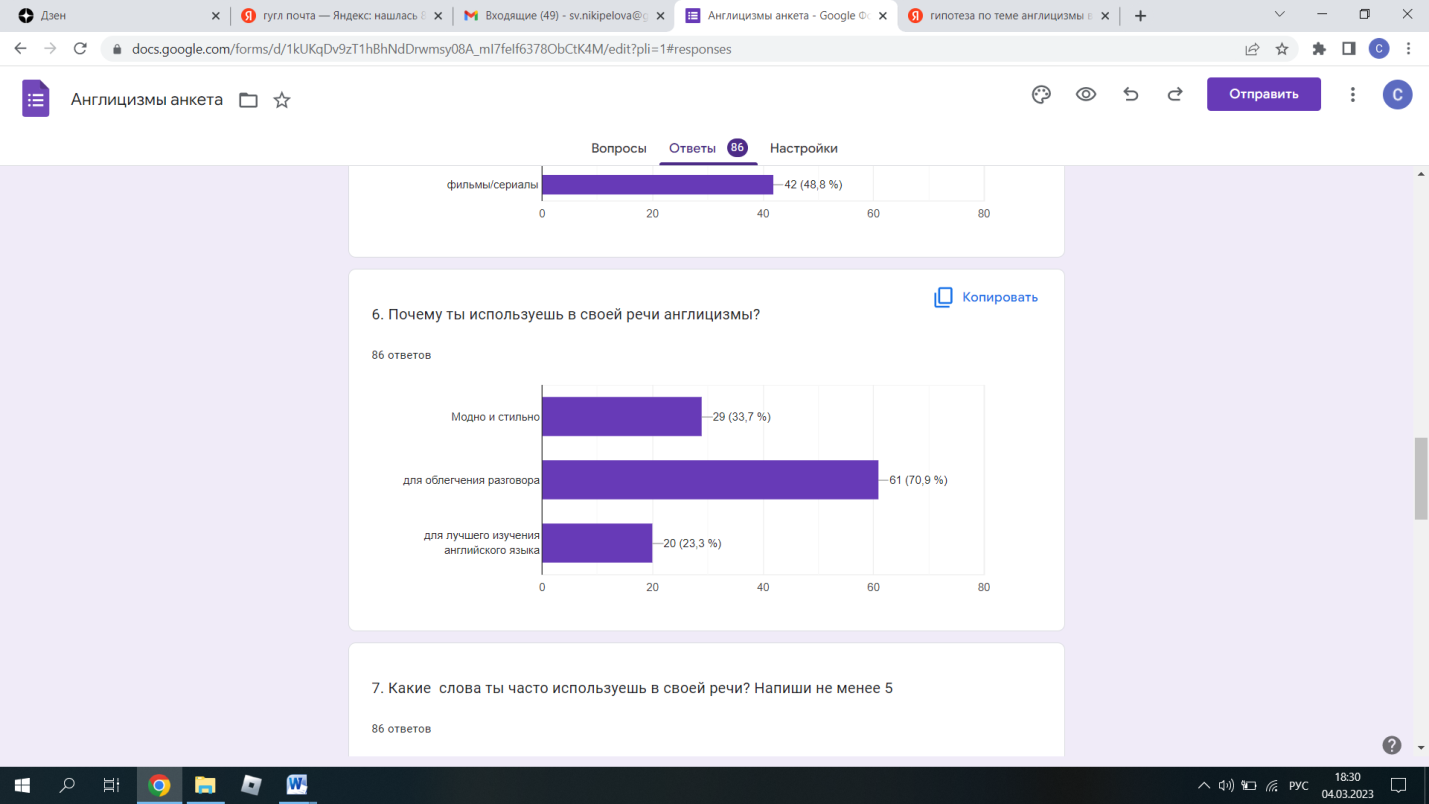 Дзен
гугл почта — Яндекс: нашлась 8
Входящие (49) - sv.nikipelova@g
Англицизмы анкета - Google Фо
гипотеза по теме англицизмы в
docs.google.com/forms/d/1kUKqDv9zT1hBhNdDrwmsy08A_mI7feIf6378ObCtK4M/edit?pli=1#responses
С
Англицизмы анкета
Отправить
С
Вопросы
Ответы 86
Настройки
фильмы/сериалы
42 (48,8 %)
0 20 40 60 80
Копировать
6. Почему ты используешь в своей речи англицизмы?
86 ответов
Модно и стильно
29 (33,7 %)
для облегчения разговора
61 (70,9 %)
для лучшего изучения
английского языка
20 (23,3 %)
0 20 40 60 80
7. Какие  слова ты часто используешь в своей речи? Напиши не менее 5
86 ответов
РУС
18:30
04.03.2023